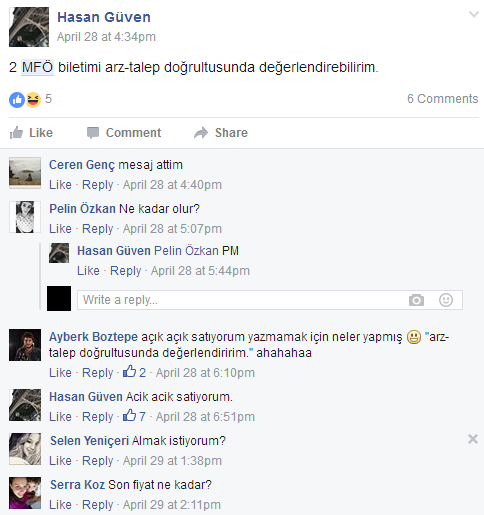 Hasan Güven
April 28 at 4:34pm
2 MFÖ biletimi arz-talep doğrultusunda değerlendirebilirim.
5
6 Comments
Like Comment Share
Ceren Genç mesaj attim
Like · Reply · April 28 at 4:40pm
Pelin Özkan Ne kadar olur?
Like · Reply · April 28 at 5:07pm
Hasan Güven Pelin Özkan PM
Like · Reply · April 28 at 5:44pm
Write a reply...
Ayberk Boztepe açık açık satıyorum yazmamak için neler yapmış 😃 "arz-
talep doğrultusunda değerlendiririm." ahahahaa
Like · Reply · 2 · April 28 at 6:10pm
Hasan Güven Acik acik satiyorum.
Like · Reply · 7 · April 28 at 6:51pm
Selen Yeniçeri Almak istiyorum?
Like · Reply · April 29 at 1:38pm
Serra Koz Son fiyat ne kadar?
Like · Reply · April 29 at 2:11pm